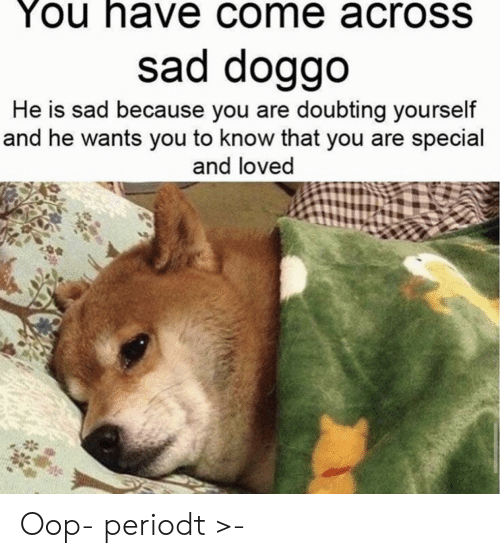 You have come across
sad doggo
He is sad because you are doubting yourself
and he wants you to know that you are special
and loved
Oop- periodt >-